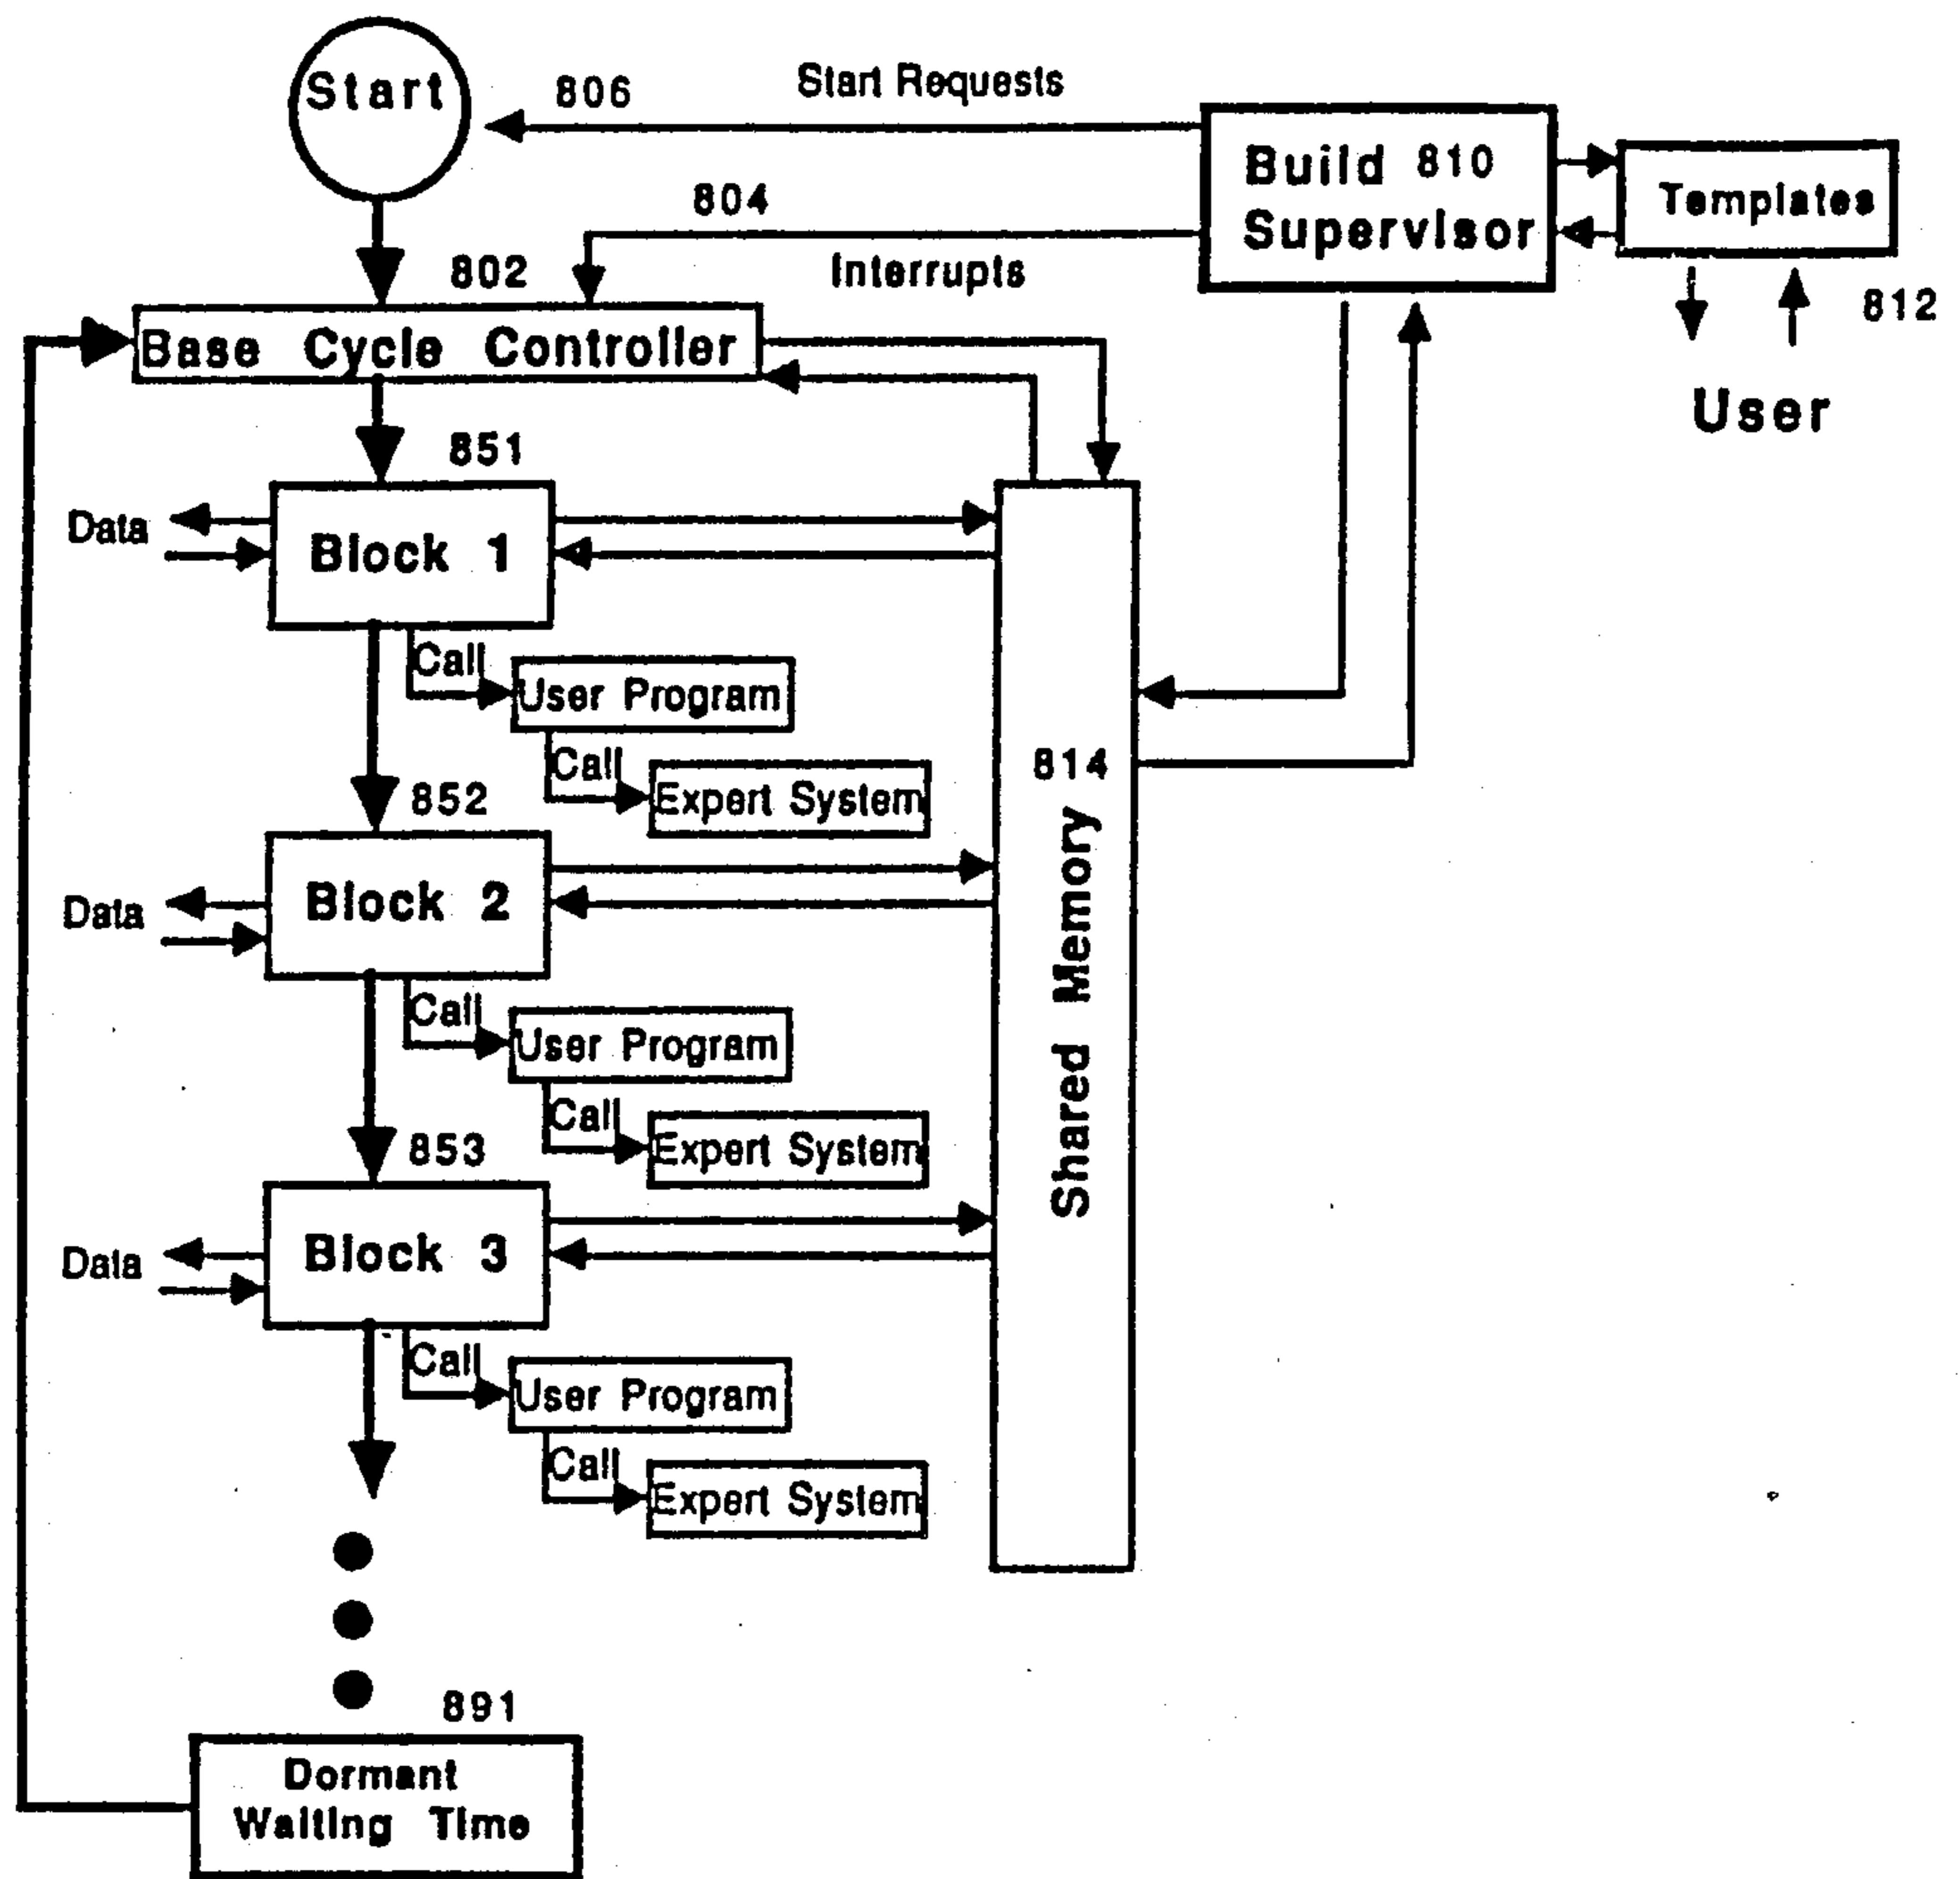 Start
806
Start Requests
Build 810
Supervisor
Templates
804
Interrupts
802
812
User
Base Cycle Controller
851
Data
Block 1
Call
User Program
Call
Expert System
814
Shared Memory
852
Data
Block 2
Call
User Program
Call
Expert System
853
Data
Block 3
Call
User Program
Call
Expert System
891
Dormant
Waiting Time